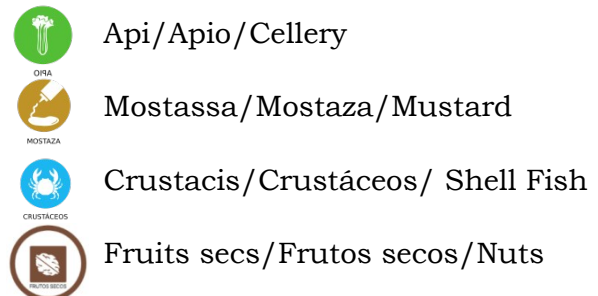 Api/Apio/Cellery
APIO
Mostassa/Mostaza/Mustard
MOSTAZA
Crustacis/Crustáceos/ Shell Fish
CRUSTÁCEOS
Fruits secs/Frutos secos/Nuts
FRUTOS SECOS